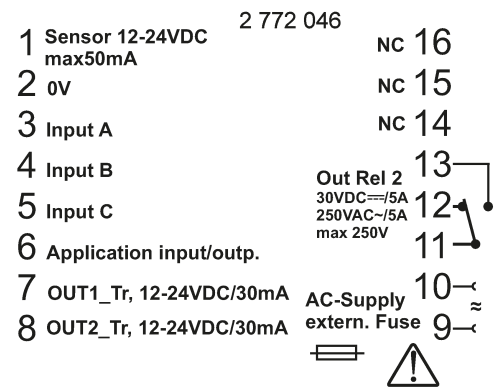 2 772 046
1 Sensor 12-24VDC
max50mA
2 0V
3 Input A
4 Input B
5 Input C
6 Application input/outp.
7 OUT1_Tr, 12-24VDC/30mA
8 OUT2_Tr, 12-24VDC/30mA
NC 16
NC 15
NC 14
13
Out Rel 2
30VDC⎓/5A 12
250VAC~/5A
max 250V
11
10
AC-Supply
≈
extern. Fuse 9
!